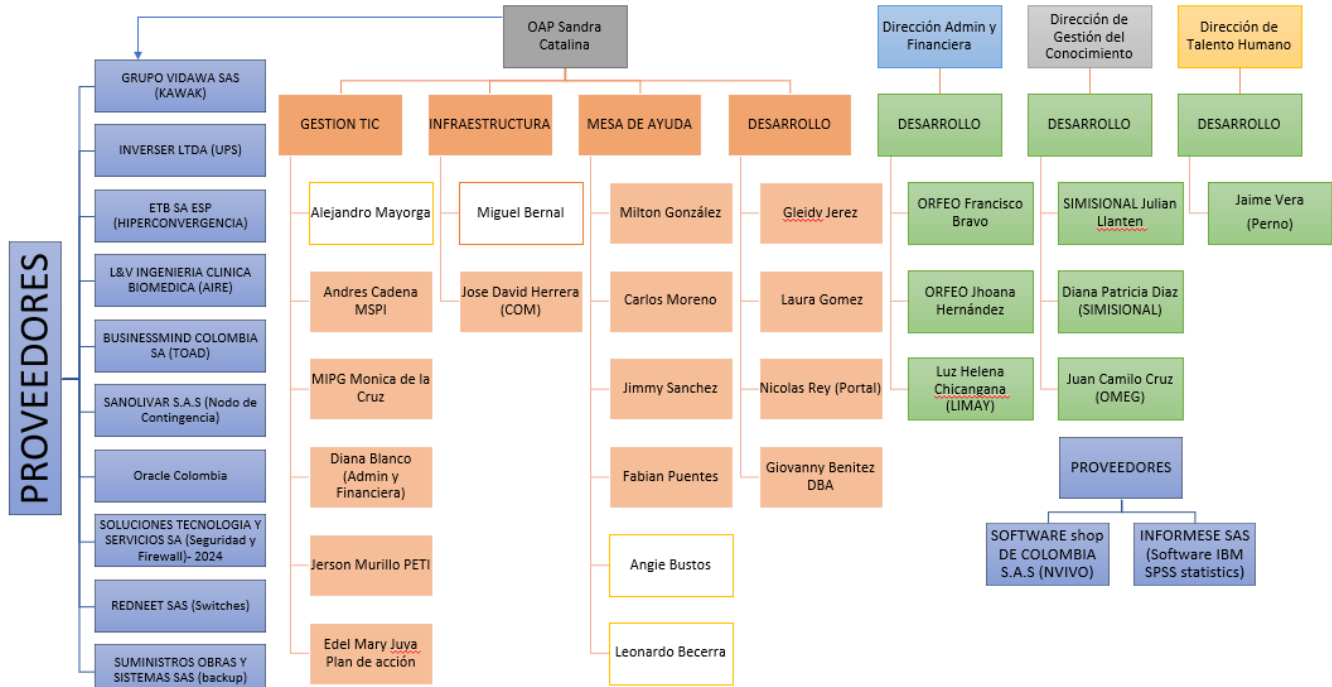 PROVEEDORES
GRUPO VIDAWA SAS
(KAWAK)
INVERSER LTDA (UPS)
ETB SA ESP
(HIPERCONVERGENCIA)
L&V INGENIERIA CLINICA
BIOMEDICA (AIRE)
BUSINESSMIND COLOMBIA
SA (TOAD)
SANOLIVAR S.A.S (Nodo de
Contingencia)
Oracle Colombia
SOLUCIONES TECNOLOGIA Y
SERVICIOS SA (Seguridad y
Firewall)- 2024
REDNEET SAS (Switches)
SUMINISTROS OBRAS Y
SISTEMAS SAS (backup)
OAP Sandra
Catalina
GESTION TIC
Alejandro Mayorga
Andres Cadena
MSPI
MIPG Monica de la
Cruz
Diana Blanco
(Admin y
Financiera)
Jerson Murillo PETI
Edel Mary Juya
Plan de acción
INFRAESTRUCTURA
Miguel Bernal
Jose David Herrera
(COM)
MESA DE AYUDA
Milton González
Carlos Moreno
Jimmy Sanchez
Fabian Puentes
Angie Bustos
Leonardo Becerra
DESARROLLO
Gleidy Jerez
Laura Gomez
Nicolas Rey (Portal)
Giovanny Benitez
DBA
Dirección Admin y
Financiera
DESARROLLO
ORFEO Francisco
Bravo
ORFEO Jhoana
Hernández
Luz Helena
Chicangana
(LIMAY)
Dirección de
Gestión del
Conocimiento
DESARROLLO
SIMISIONAL Julian
Llanten
Diana Patricia Diaz
(SIMISIONAL)
Juan Camilo Cruz
(OMEG)
Dirección de
Talento Humano
DESARROLLO
Jaime Vera
(Perno)
PROVEEDORES
SOFTWARE shop
DE COLOMBIA
S.A.S (NVIVO)
INFORMESE SAS
(Software IBM
SPSS statistics)